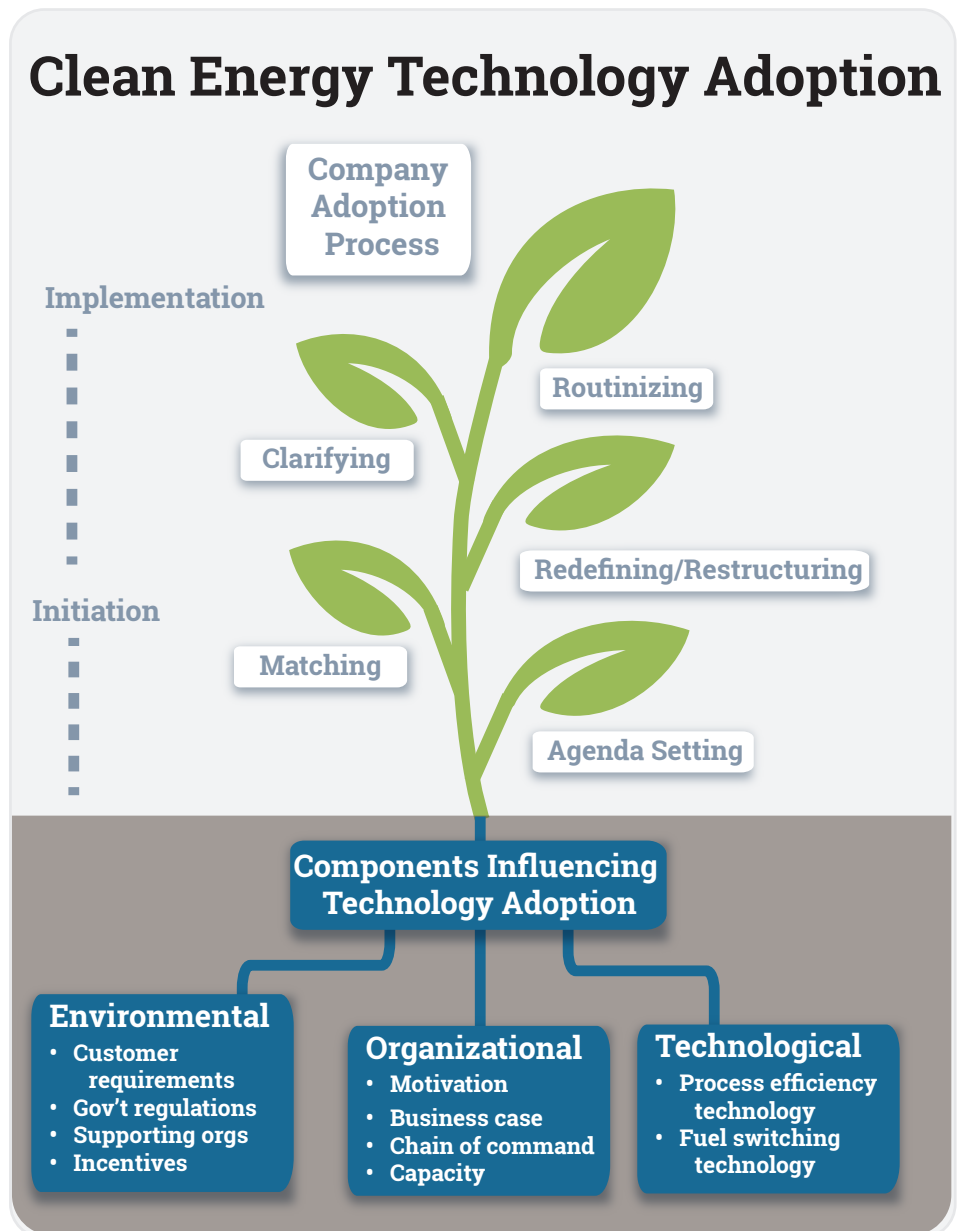 Clean Energy Technology Adoption
Company
Adoption
Process
Implementation
Routinizing
Clarifying
Redefining/Restructuring
Initiation
Matching
Agenda Setting
Components Influencing
Technology Adoption
Environmental
• Customer
requirements
• Gov’t regulations
• Supporting orgs
• Incentives
Organizational
• Motivation
• Business case
• Chain of command
• Capacity
Technological
• Process efficiency
technology
• Fuel switching
technology